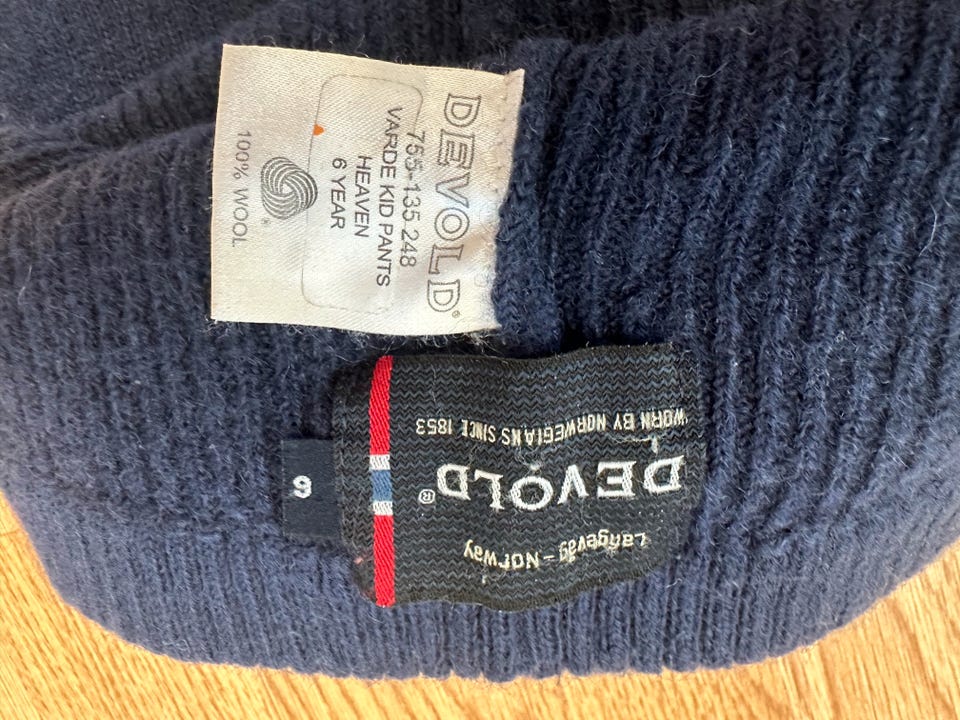 DEVOLD®
755-135 248
VARDE KID PANTS
HEAVEN
6 YEAR
®
100% WOOL
Langevåg - Norway
DEVOLD®
WORN BY NORWEGIANS SINCE 1853
6